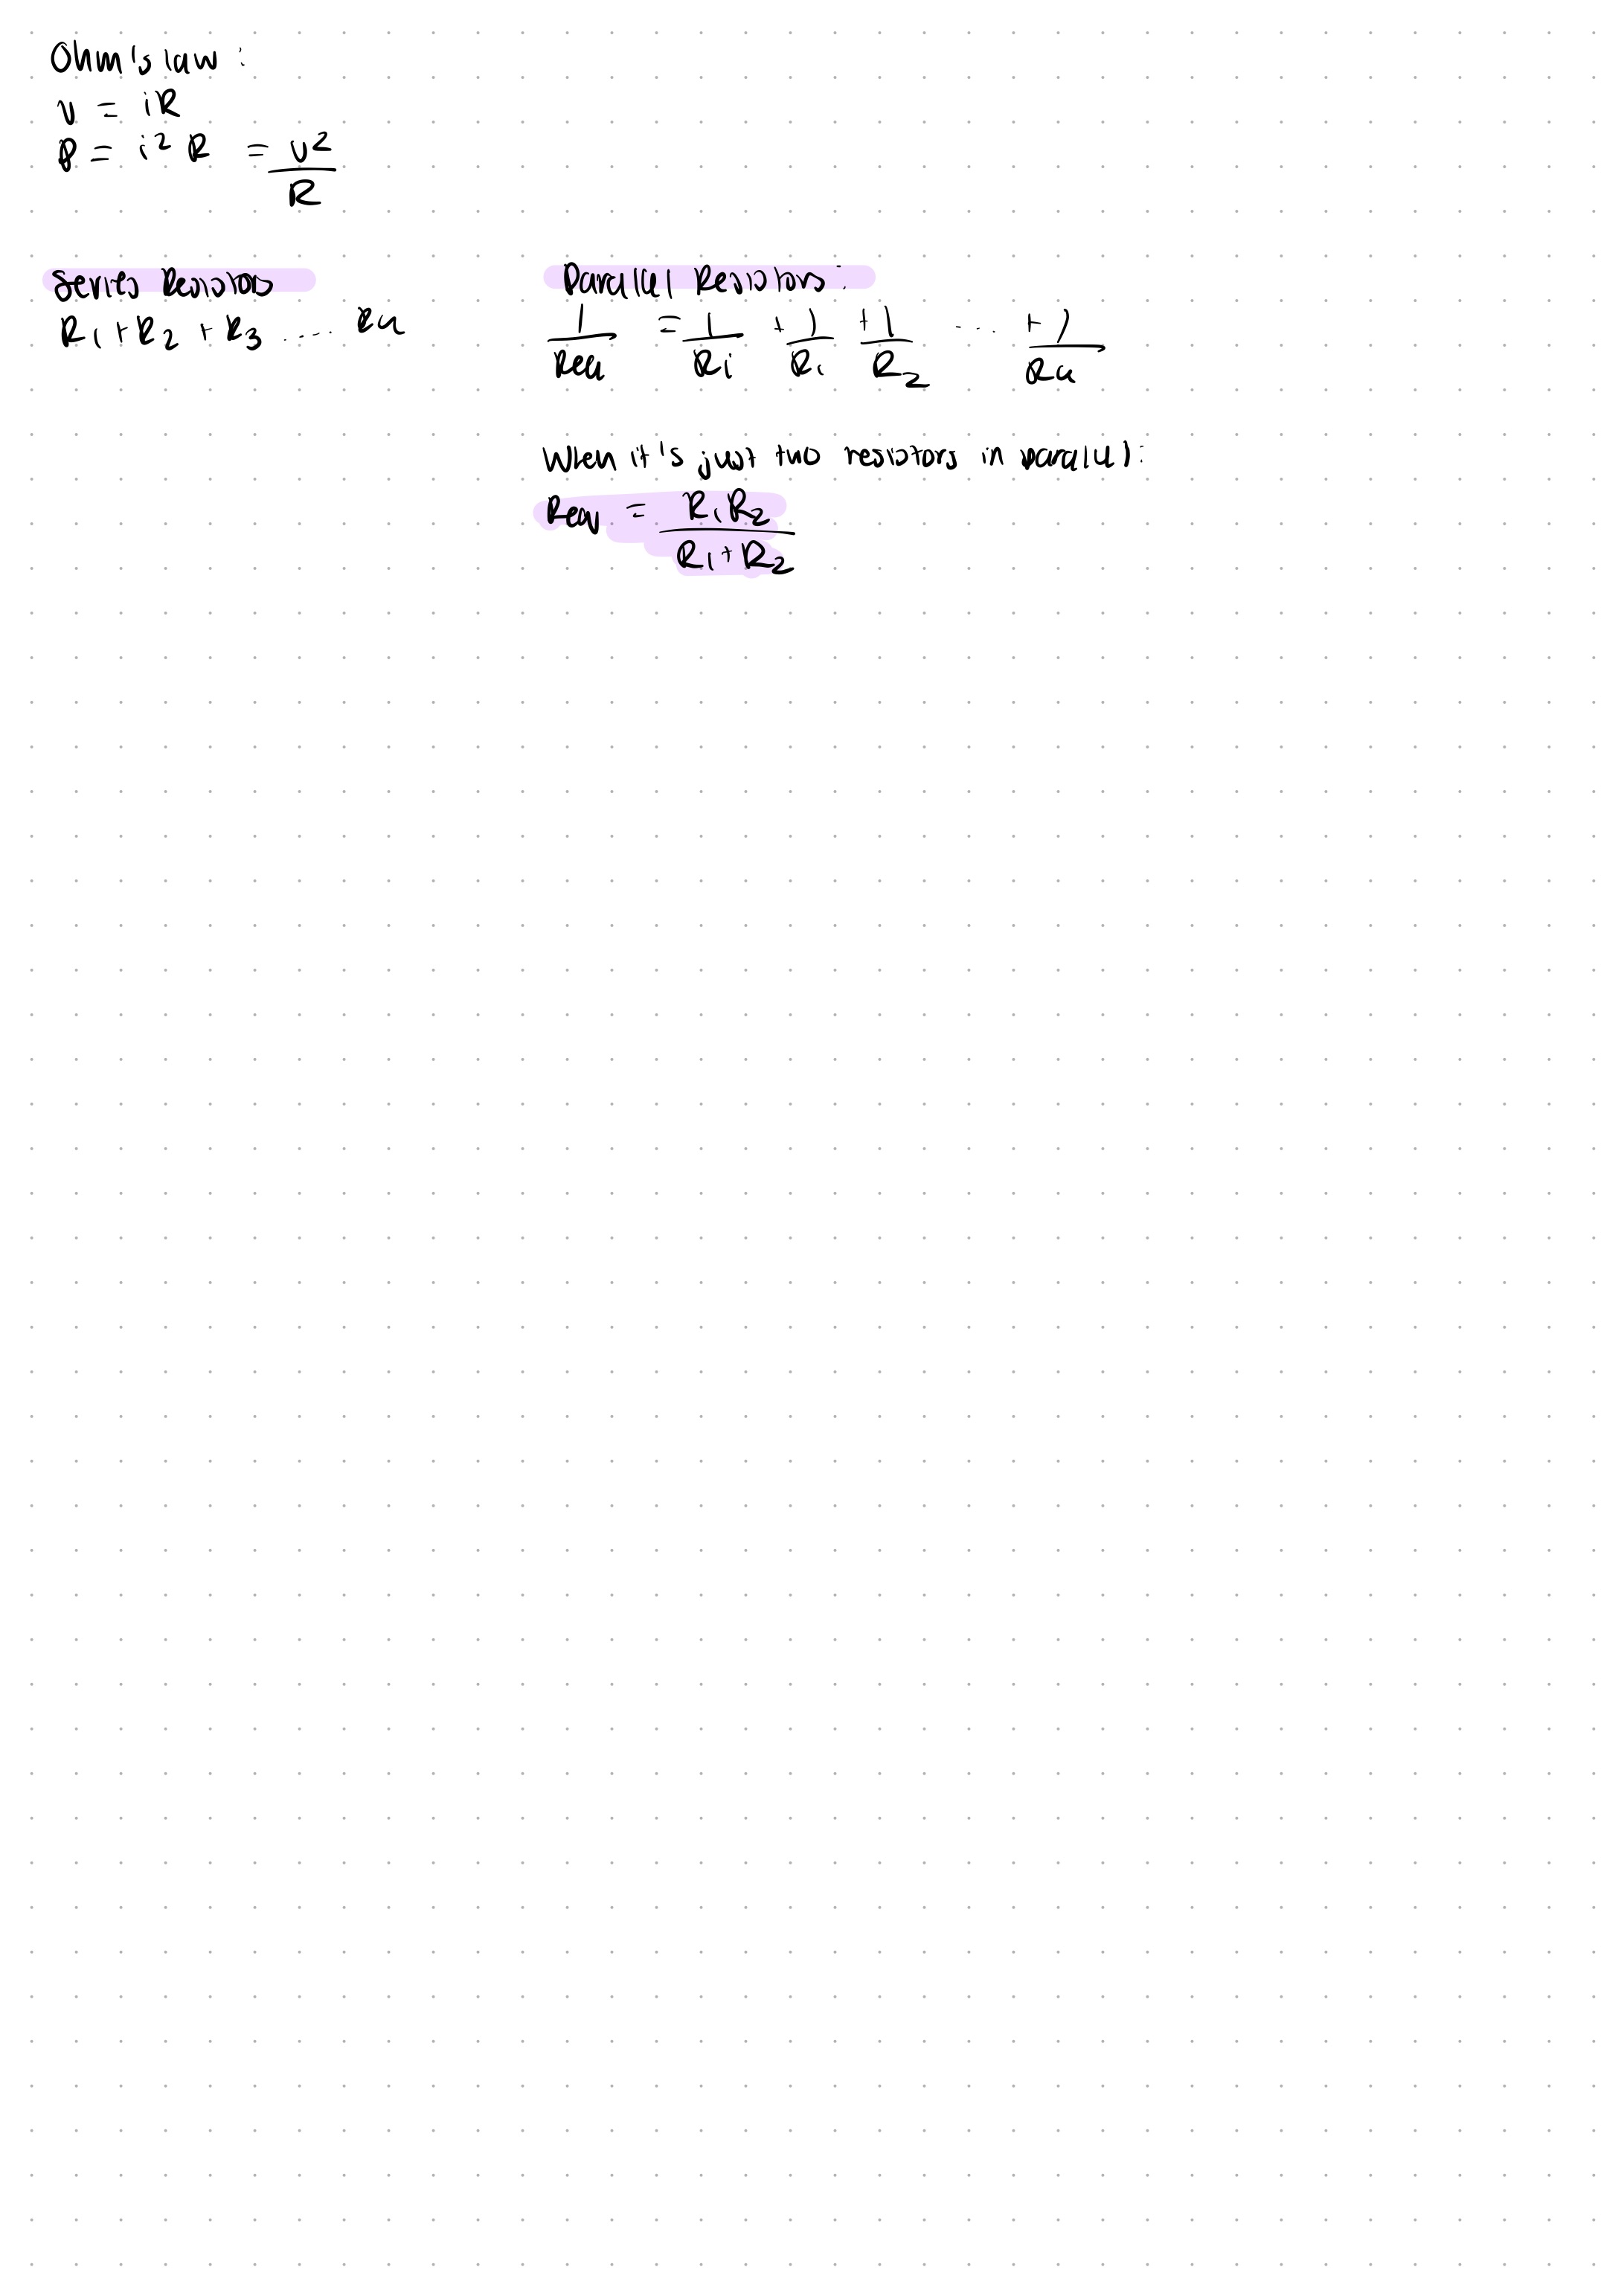 Ohm's law:
v = iR
P = i² R = v²/R
Series Resistors
R₁ + R₂ + R₃ ..... Rn
Parallel Resistors:
1/Req = 1/Ri + 1/R₁ + 1/R₂ .... + 1/Rn
When it's just two resistors in parallel:
Req = R₁R₂/R₁+R₂